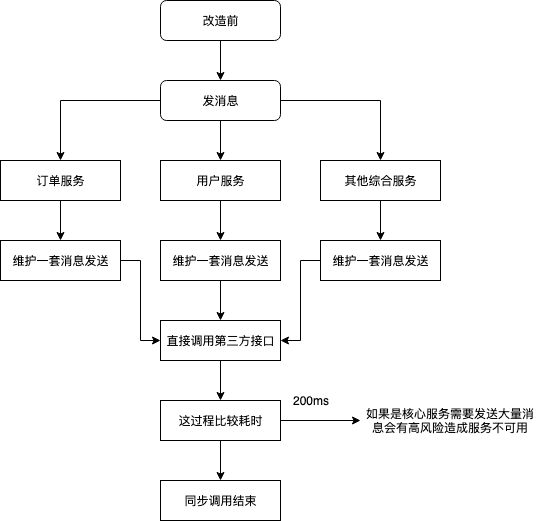 改造前
发消息
订单服务
用户服务
其他综合服务
维护一套消息发送
维护一套消息发送
维护一套消息发送
直接调用第三方接口
这过程比较耗时
200ms
如果是核心服务需要发送大量消
息会有高风险造成服务不可用
同步调用结束